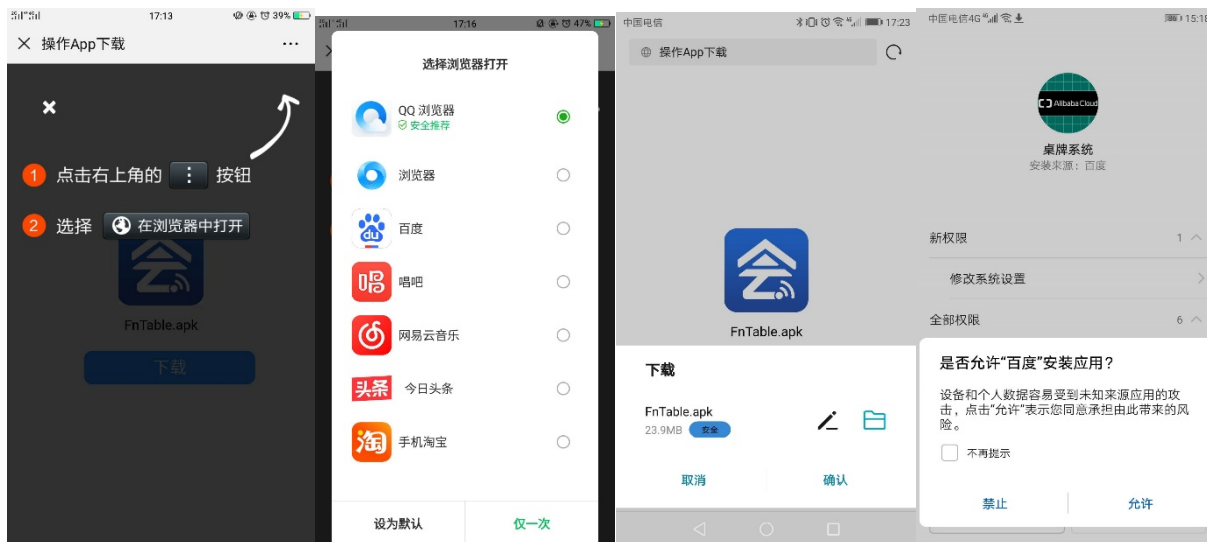 17:13
39%
操作App下载
1 点击右上角的 按钮
2 选择 在浏览器中打开
FnTable.apk
下载
17:16
47%
选择浏览器打开
QQ 浏览器
安全推荐
浏览器
du
百度
唱吧
唱吧
网易云音乐
头条
今日头条
淘
手机淘宝
设为默认
仅一次
中国电信
17:23
操作App下载
FnTable.apk
下载
FnTable.apk
23.9MB 安全
取消
确认
中国电信4G
15:18
Alibaba Cloud
桌牌系统
安装来源：百度
新权限
1
修改系统设置
全部权限
6
是否允许“百度”安装应用？
设备和个人数据容易受到未知来源应用的攻
击，点击“允许”表示您同意承担由此带来的风
险。
不再提示
禁止
允许